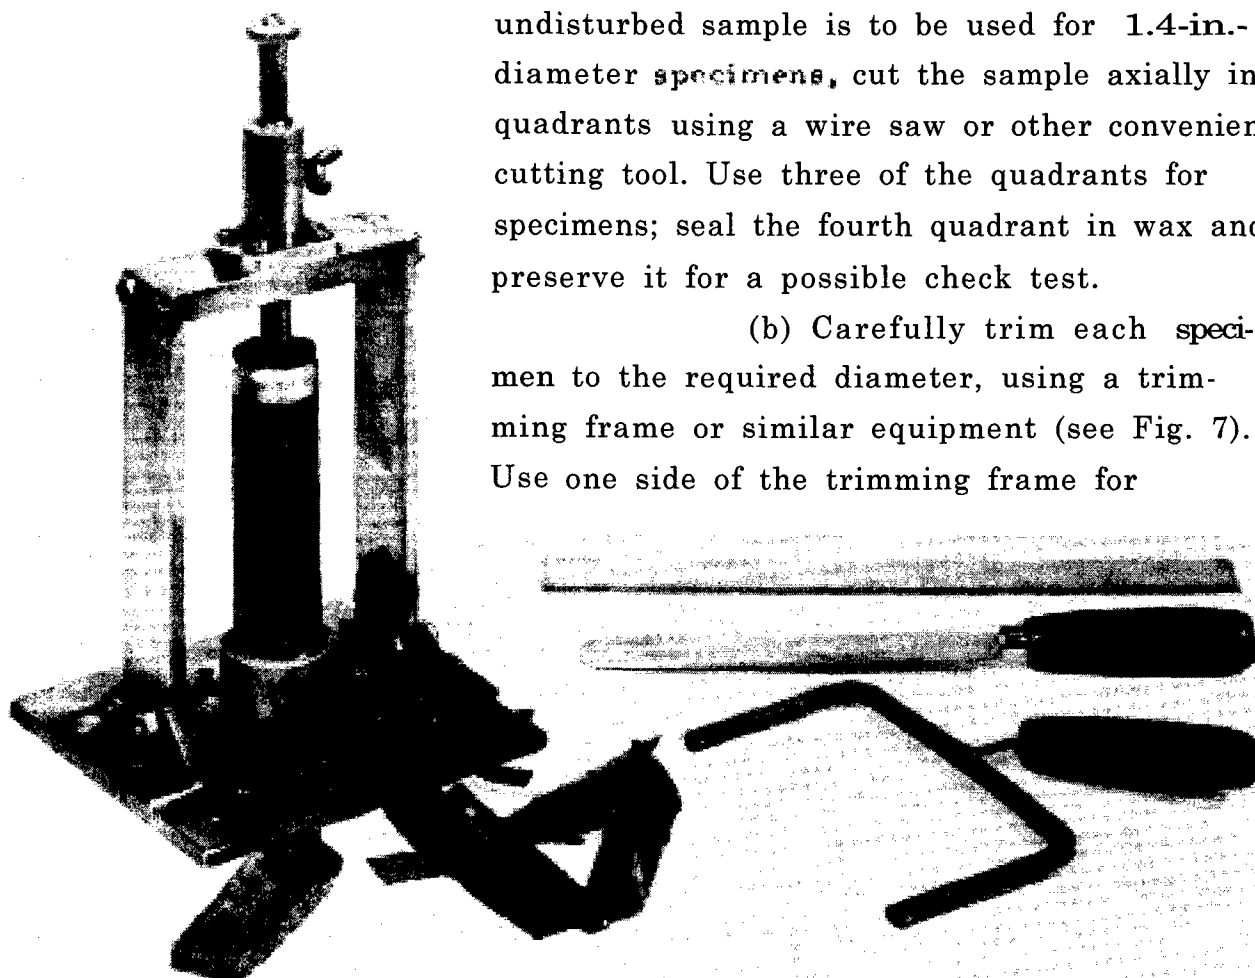 undisturbed sample is to be used for 1.4-in.-
diameter specimens, cut the sample axially in
quadrants using a wire saw or other convenien
cutting tool. Use three of the quadrants for
specimens; seal the fourth quadrant in wax and
preserve it for a possible check test.
(b) Carefully trim each speci-
men to the required diameter, using a trim-
ming frame or similar equipment (see Fig. 7).
Use one side of the trimming frame for